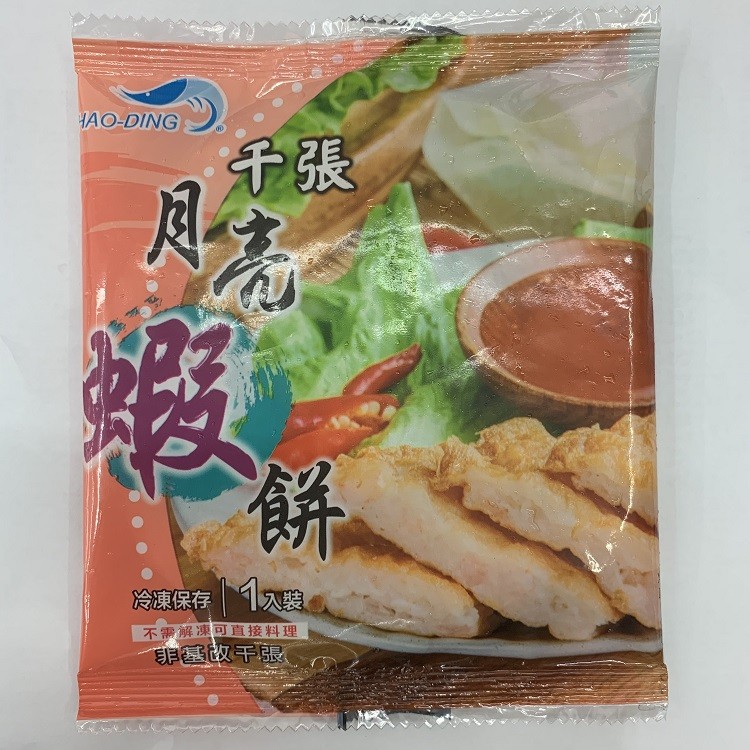 HAO-DING
®
千張
月亮
蝦
餅
冷凍保存 | 1入裝
不需解凍可直接料理
非基改千張